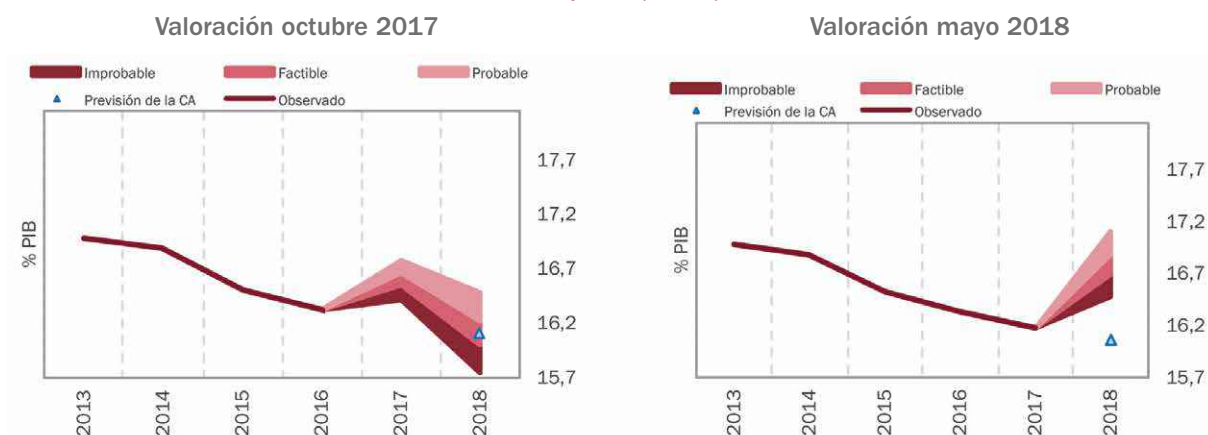 Valoración octubre 2017
Improbable Factible Probable
Previsión de la CA Observado
% PIB
17,7
17,2
16,7
16,2
15,7
2013 2014 2015 2016 2017 2018
Valoración mayo 2018
Improbable Factible Probable
Previsión de la CA Observado
% PIB
17,7
17,2
16,7
16,2
15,7
2013 2014 2015 2016 2017 2018